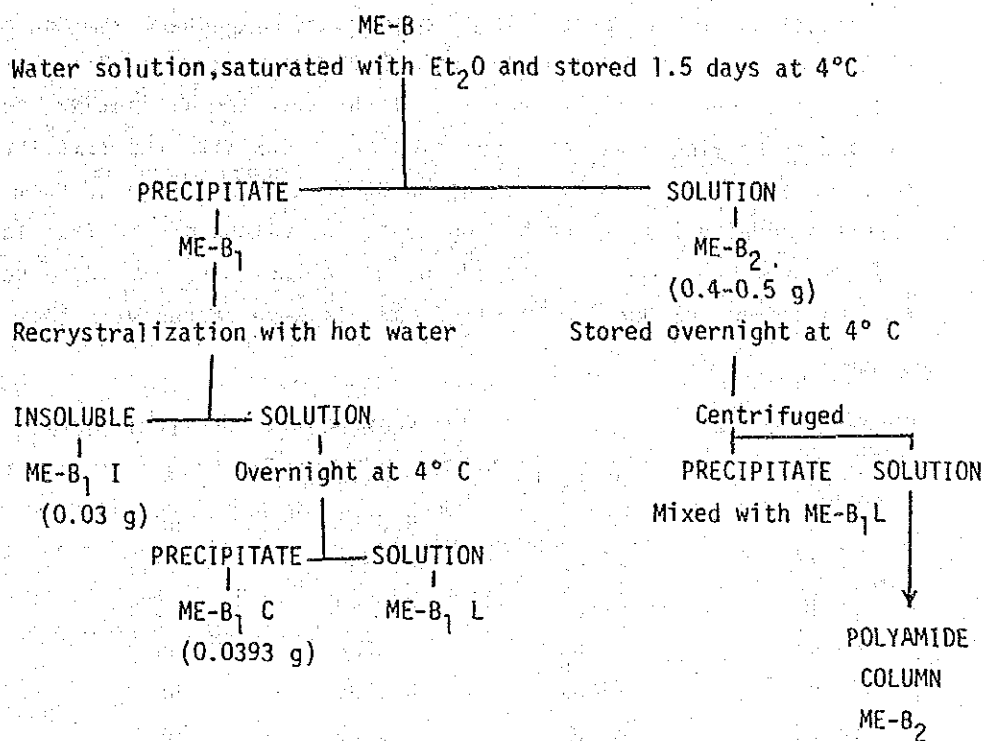 ME-B
Water solution,saturated with Et2O and stored 1.5 days at 4°C
PRECIPITATE SOLUTION
ME-B1 ME-B2
(0.4-0.5 g)
Recrystralization with hot water Stored overnight at 4° C
INSOLUBLE SOLUTION Centrifuged
ME-B1 I Overnight at 4° C PRECIPITATE SOLUTION
(0.03 g) Mixed with ME-B1L
PRECIPITATE SOLUTION
ME-B1 C ME-B1 L
(0.0393 g) POLYAMIDE
COLUMN
ME-B2